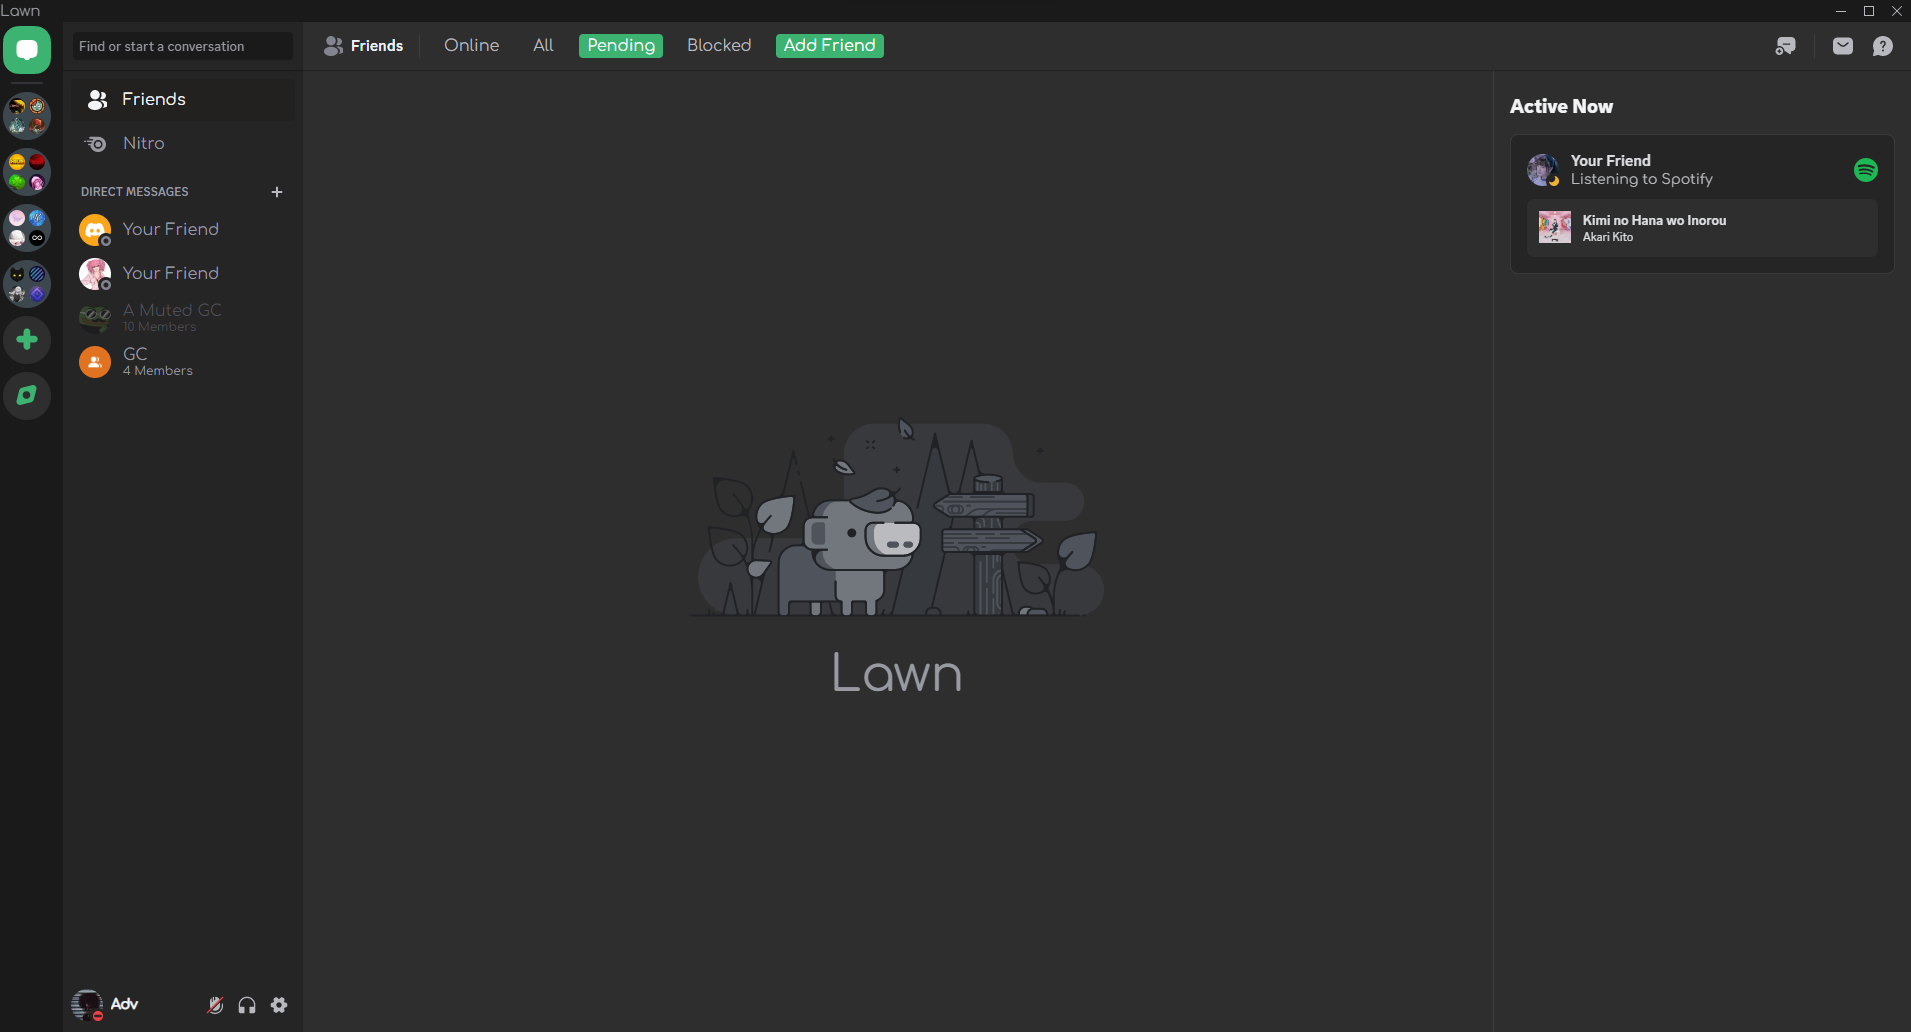 Lawn
Find or start a conversation
Friends
Online
All
Pending
Blocked
Add Friend
Friends
Nitro
DIRECT MESSAGES
Your Friend
Your Friend
A Muted GC
10 Members
GC
4 Members
Adv
Lawn
Active Now
Your Friend
Listening to Spotify
Kimi no Hana wo Inorou
Akari Kito